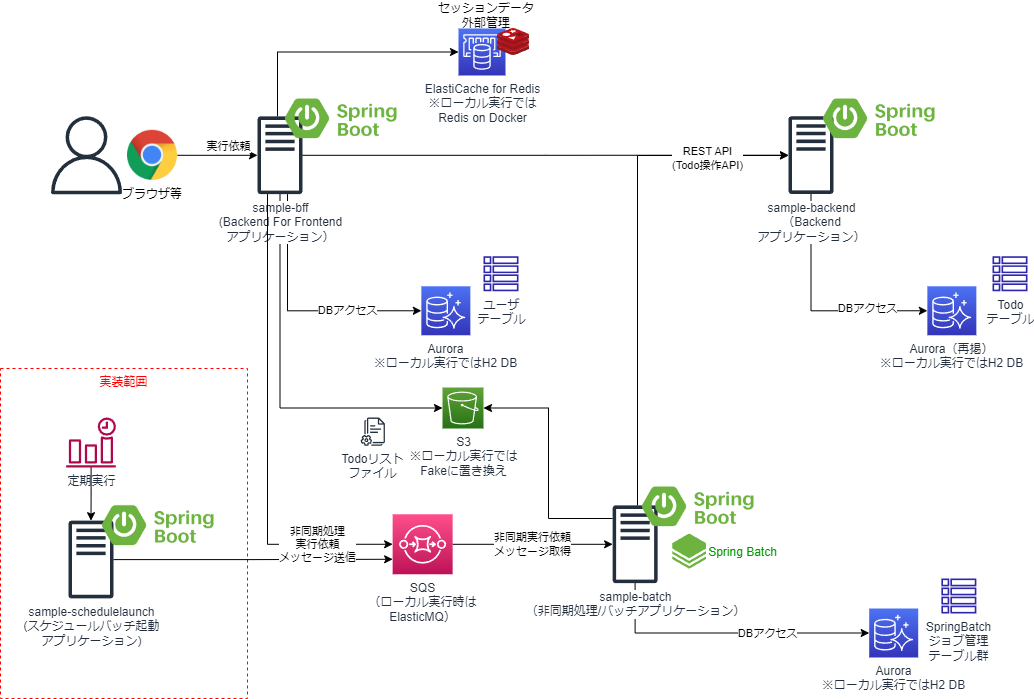 セッションデータ
外部管理
ElastiCache for Redis
※ローカル実行では
Redis on Docker
Spring
Boot
実行依頼
ブラウザ等
sample-bff
(Backend For Frontend
アプリケーション）
REST API
(Todo操作API)
Spring
Boot
sample-backend
（Backend
アプリケーション）
DBアクセス
ユーザ
テーブル
Aurora
※ローカル実行ではH2 DB
DBアクセス
Todo
テーブル
Aurora（再掲）
※ローカル実行ではH2 DB
実装範囲
定期実行
Spring
Boot
sample-schedulelaunch
(スケジュールバッチ起動
アプリケーション)
Todoリスト
ファイル
S3
※ローカル実行では
Fakeに置き換え
非同期処理
実行依頼
メッセージ送信
SQS
（ローカル実行時は
ElasticMQ）
非同期実行依頼
メッセージ取得
Spring
Boot
Spring Batch
sample-batch
（非同期処理/バッチアプリケーション）
DBアクセス
SpringBatch
ジョブ管理
テーブル群
Aurora
※ローカル実行ではH2 DB